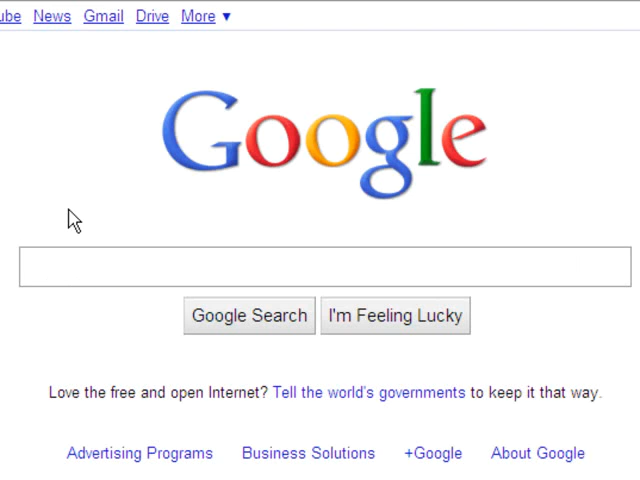 ube News Gmail Drive More ▼
Google
Google Search I'm Feeling Lucky
Love the free and open Internet? Tell the world's governments to keep it that way.
Advertising Programs Business Solutions +Google About Google